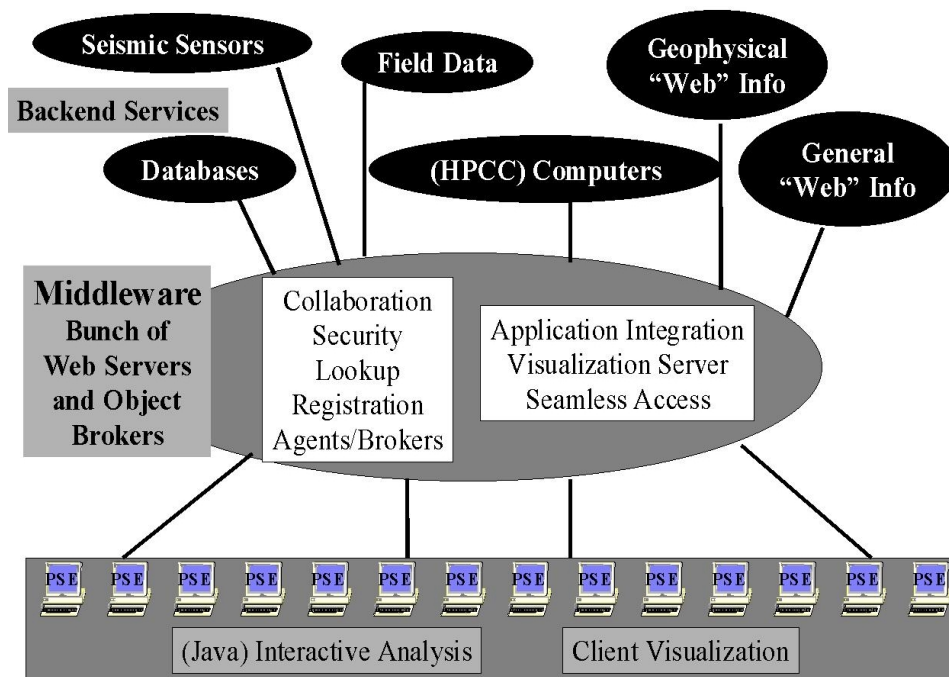 Seismic Sensors
Field Data
Geophysical
“Web” Info
Backend Services
Databases
(HPCC) Computers
General
“Web” Info
Middleware
Bunch of
Web Servers
and Object
Brokers
Collaboration
Security
Lookup
Registration
Agents/Brokers
Application Integration
Visualization Server
Seamless Access
PSE PSE PSE PSE PSE PSE PSE PSE PSE PSE PSE PSE PSE PSE
(Java) Interactive Analysis
Client Visualization